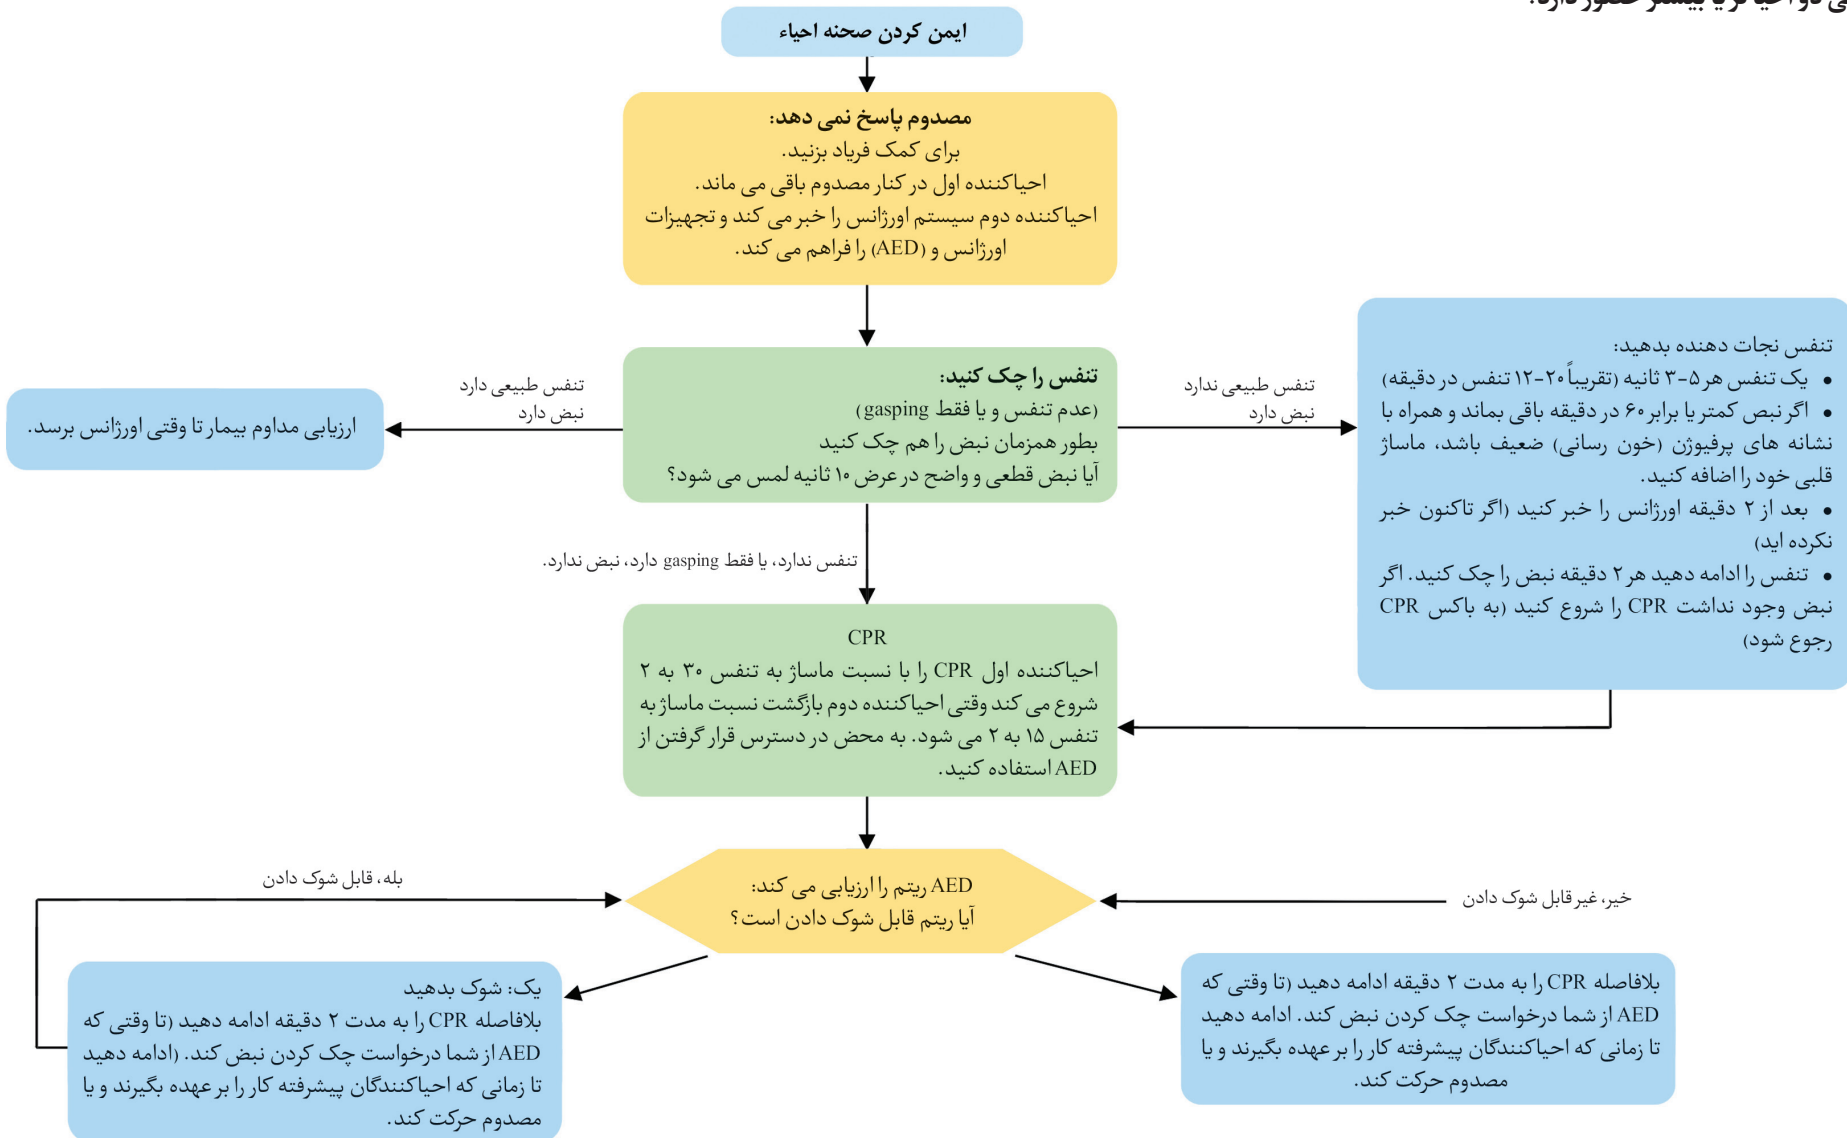 دو احیاگر یا بیشتر حضور دارد.
ایمن کردن صحنه احیاء
مصدوم پاسخ نمی دهد:
برای کمک فریاد بزنید.
احیاکننده اول در کنار مصدوم باقی می ماند.
احیاکننده دوم سیستم اورژانس را خبر می کند و تجهیزات
اورژانس و (AED) را فراهم می کند.
تنفس را چک کنید:
(عدم تنفس و یا فقط gasping)
بطور همزمان نبض را هم چک کنید
آیا نبض قطعی و واضح در عرض ۱۰ ثانیه لمس می شود؟
تنفس طبیعی ندارد
نبض دارد
تنفس نجات دهنده بدهید:
• یک تنفس هر ۵-۳ ثانیه (تقریباً ۲۰-۱۲ تنفس در دقیقه)
• اگر نبص کمتر یا برابر ۶۰ در دقیقه باقی بماند و همراه با
نشانه های پرفیوژن (خون رسانی) ضعیف باشد، ماساژ
قلبی خود را اضافه کنید.
• بعد از ۲ دقیقه اورژانس را خبر کنید (اگر تاکنون خبر
نکرده اید)
• تنفس را ادامه دهید هر ۲ دقیقه نبض را چک کنید. اگر
نبض وجود نداشت CPR را شروع کنید (به باکس CPR
رجوع شود)
تنفس طبیعی دارد
نبض دارد
ارزیابی مداوم بیمار تا وقتی اورژانس برسد.
تنفس ندارد، یا فقط gasping دارد، نبض ندارد.
CPR
احیاکننده اول CPR را با نسبت ماساژ به تنفس ۳۰ به ۲
شروع می کند وقتی احیاکننده دوم بازگشت نسبت ماساژ به
تنفس ۱۵ به ۲ می شود. به محض در دسترس قرار گرفتن از
AED استفاده کنید.
AED ریتم را ارزیابی می کند:
آیا ریتم قابل شوک دادن است؟
خیر، غیر قابل شوک دادن
بلافاصله CPR را به مدت ۲ دقیقه ادامه دهید (تا وقتی که
AED از شما درخواست چک کردن نبض کند. ادامه دهید
تا زمانی که احیاکنندگان پیشرفته کار را بر عهده بگیرند و یا
مصدوم حرکت کند.
بله، قابل شوک دادن
یک: شوک بدهید
بلافاصله CPR را به مدت ۲ دقیقه ادامه دهید (تا وقتی که
AED از شما درخواست چک کردن نبض کند. (ادامه دهید
تا زمانی که احیاکنندگان پیشرفته کار را بر عهده بگیرند و یا
مصدوم حرکت کند.